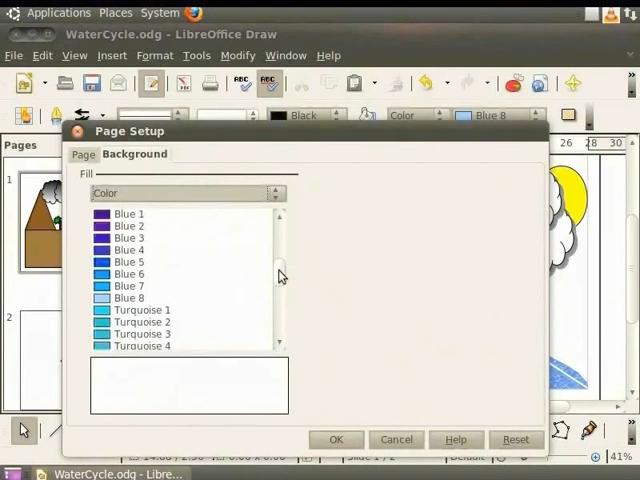 Applications Places System
WaterCycle.odg - LibreOffice Draw
File Edit View Insert Format Tools Modify Window Help
ABC ABC
Black Color Blue 8
Pages
Page Setup
26 28 30
Page Background
1
Fill
Color
Blue 1
Blue 2
Blue 3
Blue 4
Blue 5
Blue 6
Blue 7
Blue 8
Turquoise 1
2
Turquoise 2
Turquoise 3
Turquoise 4
OK Cancel Help Reset
41%
WaterCycle.odg - Libre...